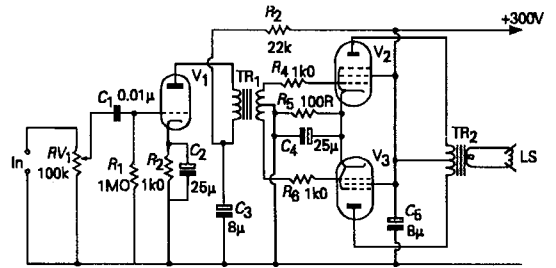 R2
22k
+300V
V1
TR1
R4 1k0
V2
C1 0.01µ
R5 100R
C4 25µ
TR2
In
RV1
100k
R1
1M0
R2
1k0
C2
25µ
V3
LS
R6 1k0
C3
8µ
C5
8µ